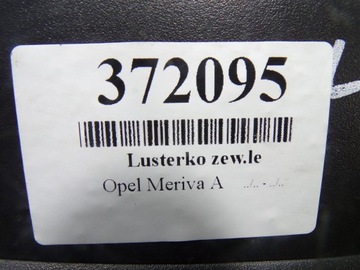 372095
Lusterko zew.le
Opel Meriva A ../.. - ../..